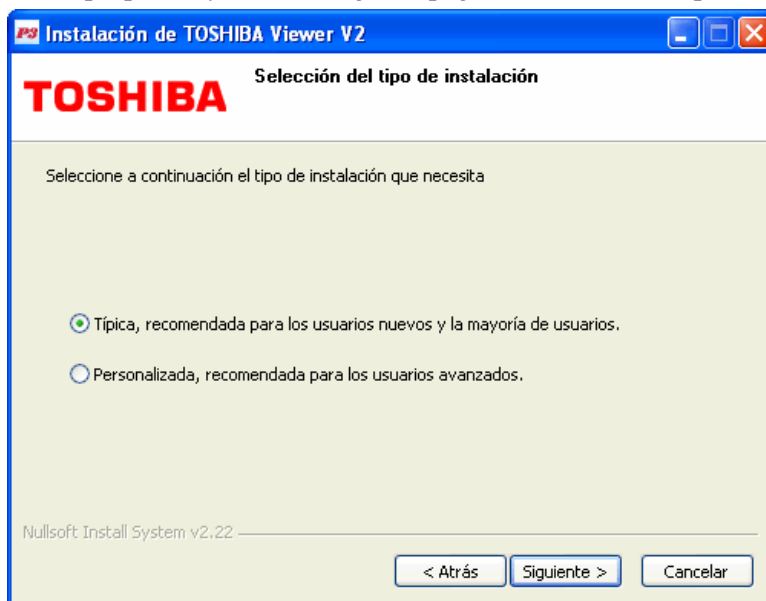 Instalación de TOSHIBA Viewer V2
TOSHIBA
Selección del tipo de instalación
Seleccione a continuación el tipo de instalación que necesita
Típica, recomendada para los usuarios nuevos y la mayoría de usuarios.
Personalizada, recomendada para los usuarios avanzados.
Nullsoft Install System v2.22
< Atrás
Siguiente >
Cancelar